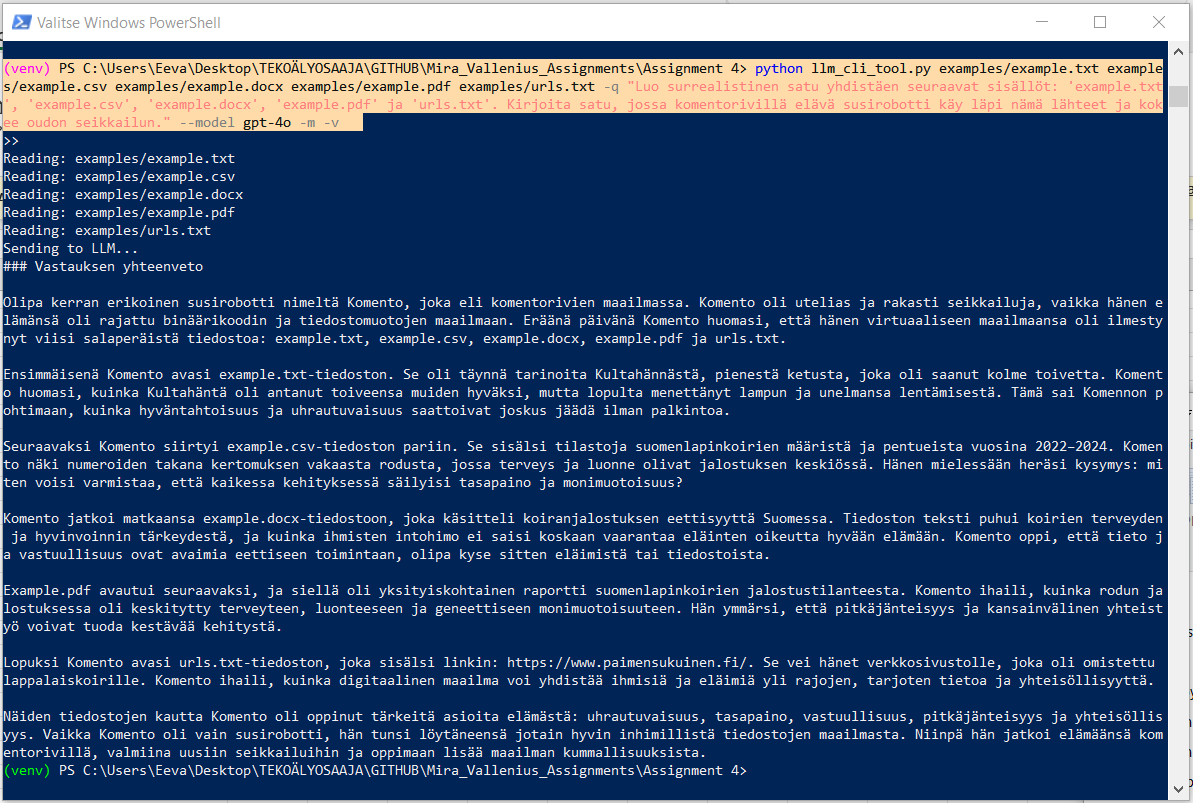 Valitse Windows PowerShell
(venv) PS C:\Users\Eeva\Desktop\TEKOÄLYOSAAJA\GITHUB\Mira_Vallenius_Assignments\Assignment 4> python llm_cli_tool.py examples/example.txt example
s/example.csv examples/example.docx examples/example.pdf examples/urls.txt -q "Luo surrealistinen satu yhdistäen seuraavat sisällöt: 'example.txt
', 'example.csv', 'example.docx', 'example.pdf' ja 'urls.txt'. Kirjoita satu, jossa komentorivillä elävä susirobotti käy läpi nämä lähteet ja kok
ee oudon seikkailun." --model gpt-4o -m -v
>>
Reading: examples/example.txt
Reading: examples/example.csv
Reading: examples/example.docx
Reading: examples/example.pdf
Reading: examples/urls.txt
Sending to LLM...
### Vastauksen yhteenveto
Olipa kerran erikoinen susirobotti nimeltä Komento, joka eli komentorivien maailmassa. Komento oli utelias ja rakasti seikkailuja, vaikka hänen e
lämänsä oli rajattu binäärikoodin ja tiedostomuotojen maailmaan. Eräänä päivänä Komento huomasi, että hänen virtuaaliseen maailmaansa oli ilmesty
nyt viisi salaperäistä tiedostoa: example.txt, example.csv, example.docx, example.pdf ja urls.txt.
Ensimmäisenä Komento avasi example.txt-tiedoston. Se oli täynnä tarinoita Kultahännästä, pienestä ketusta, joka oli saanut kolme toivetta. Koment
o huomasi, kuinka Kultahäntä oli antanut toiveensa muiden hyväksi, mutta lopulta menettänyt lampun ja unelmansa lentämisestä. Tämä sai Komennon p
ohtimaan, kuinka hyväntahtoisuus ja uhrautuvaisuus saattoivat joskus jäädä ilman palkintoa.
Seuraavaksi Komento siirtyi example.csv-tiedoston pariin. Se sisälsi tilastoja suomenlapinkoirien määristä ja pentueista vuosina 2022–2024. Komen
to näki numeroiden takana kertomuksen vakaasta rodusta, jossa terveys ja luonne olivat jalostuksen keskiössä. Hänen mielessään heräsi kysymys: mi
ten voisi varmistaa, että kaikessa kehityksessä säilyisi tasapaino ja monimuotoisuus?
Komento jatkoi matkaansa example.docx-tiedostoon, joka käsitteli koiranjalostuksen eettisyyttä Suomessa. Tiedoston teksti puhui koirien terveyden
 ja hyvinvoinnin tärkeydestä, ja kuinka ihmisten intohimo ei saisi koskaan vaarantaa eläinten oikeutta hyvään elämään. Komento oppi, että tieto j
a vastuullisuus ovat avaimia eettiseen toimintaan, olipa kyse sitten eläimistä tai tiedostoista.
Example.pdf avautui seuraavaksi, ja siellä oli yksityiskohtainen raportti suomenlapinkoirien jalostustilanteesta. Komento ihaili, kuinka rodun ja
lostuksessa oli keskitytty terveyteen, luonteeseen ja geneettiseen monimuotoisuuteen. Hän ymmärsi, että pitkäjänteisyys ja kansainvälinen yhteist
yö voivat tuoda kestävää kehitystä.
Lopuksi Komento avasi urls.txt-tiedoston, joka sisälsi linkin: https://www.paimensukuinen.fi/. Se vei hänet verkkosivustolle, joka oli omistettu
lappalaiskoirille. Komento ihaili, kuinka digitaalinen maailma voi yhdistää ihmisiä ja eläimiä yli rajojen, tarjoten tietoa ja yhteisöllisyyttä.
Näiden tiedostojen kautta Komento oli oppinut tärkeitä asioita elämästä: uhrautuvaisuus, tasapaino, vastuullisuus, pitkäjänteisyys ja yhteisöllis
yys. Vaikka Komento oli vain susirobotti, hän tunsi löytäneensä jotain hyvin inhimillistä tiedostojen maailmasta. Niinpä hän jatkoi elämäänsä kom
entorivillä, valmiina uusiin seikkailuihin ja oppimaan lisää maailman kummallisuuksista.
(venv) PS C:\Users\Eeva\Desktop\TEKOÄLYOSAAJA\GITHUB\Mira_Vallenius_Assignments\Assignment 4>